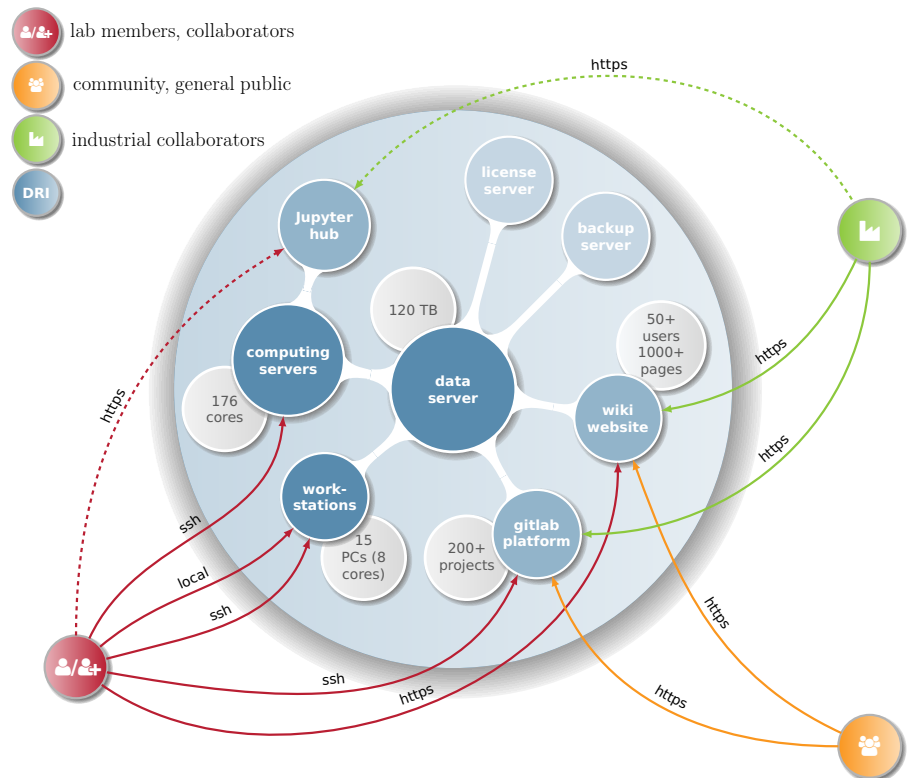 lab members, collaborators
community, general public
industrial collaborators
DRI
https
license
server
Jupyter
hub
backup
server
120 TB
50+
users
1000+
pages
computing
servers
data
server
https
176
cores
wiki
website
https
https
work-
stations
gitlab
platform
ssh
15
PCs (8
cores)
200+
projects
local
ssh
https
ssh
https
https